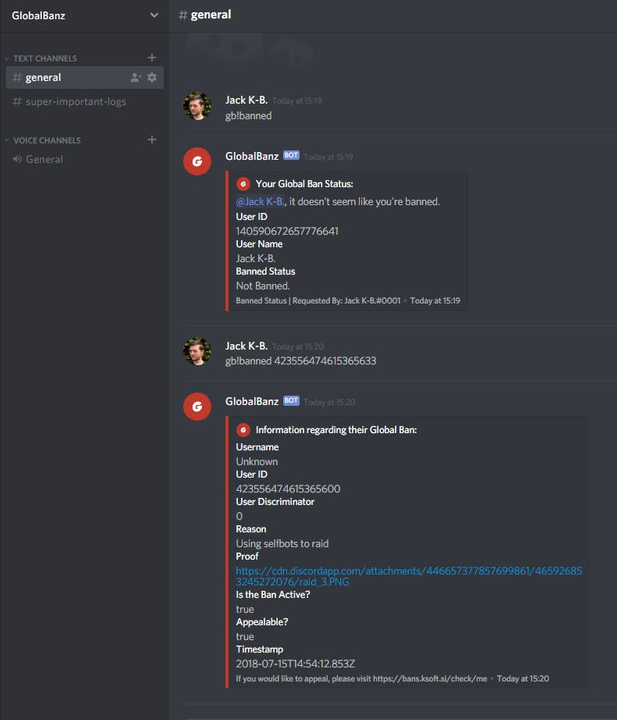 GlobalBanz
# general
TEXT CHANNELS
# general
# super-important-logs
VOICE CHANNELS
General
Jack K-B. Today at 15:19
gb!banned
GlobalBanz BOT Today at 15:19
G
G Your Global Ban Status:
@Jack K-B., it doesn't seem like you're banned.
User ID
140590672657776641
User Name
Jack K-B.
Banned Status
Not Banned.
Banned Status | Requested By: Jack K-B.#0001 • Today at 15:19
Jack K-B. Today at 15:20
gb!banned 423556474615365633
GlobalBanz BOT Today at 15:20
G
G Information regarding their Global Ban:
Username
Unknown
User ID
423556474615365600
User Discriminator
0
Reason
Using selfbots to raid
Proof
https://cdn.discordapp.com/attachments/446657377857699861/46592685
3245272076/raid_3.PNG
Is the Ban Active?
true
Appealable?
true
Timestamp
2018-07-15T14:54:12.853Z
If you would like to appeal, please visit https://bans.ksoft.si/check/me • Today at 15:20